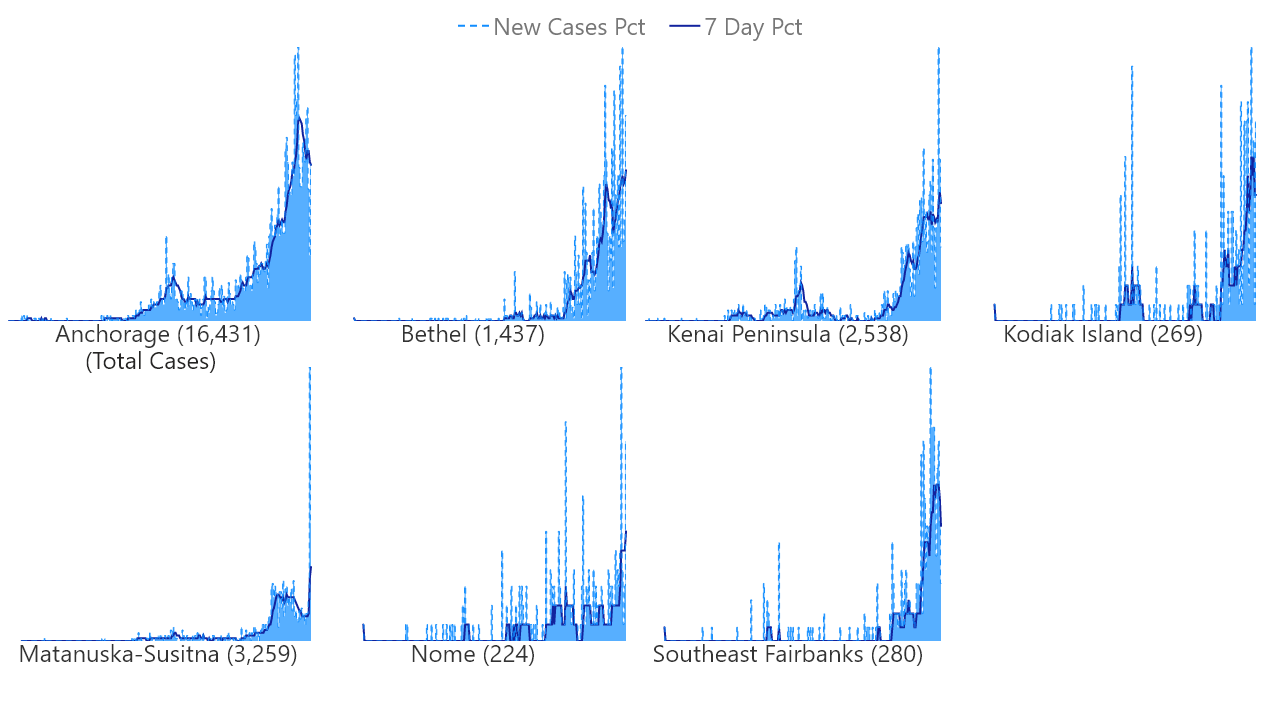 New Cases Pct 7 Day Pct
Anchorage (16,431)
(Total Cases)
Bethel (1,437)
Kenai Peninsula (2,538)
Kodiak Island (269)
Matanuska-Susitna (3,259)
Nome (224)
Southeast Fairbanks (280)